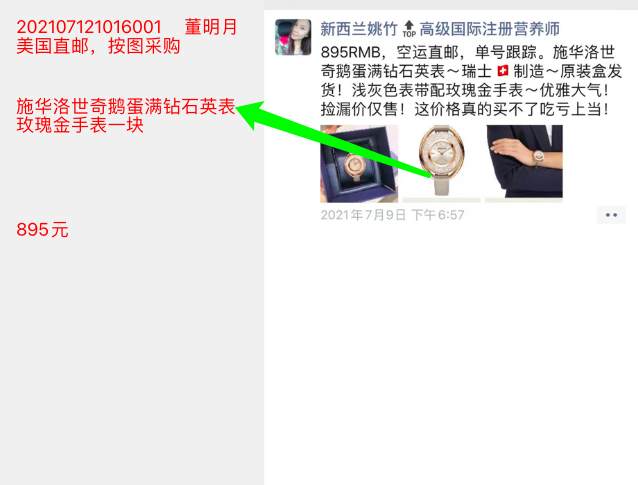 202107121016001 董明月
美国直邮，按图采购
施华洛世奇鹅蛋满钻石英表
玫瑰金手表一块
895元
新西兰姚竹🔝高级国际注册营养师
895RMB，空运直邮，单号跟踪。施华洛世
奇鹅蛋满钻石英表～瑞士🇨🇭制造～原装盒发
货！浅灰色表带配玫瑰金手表～优雅大气！
捡漏价仅售！这价格真的买不了吃亏上当！
2021年7月9日 下午6:57